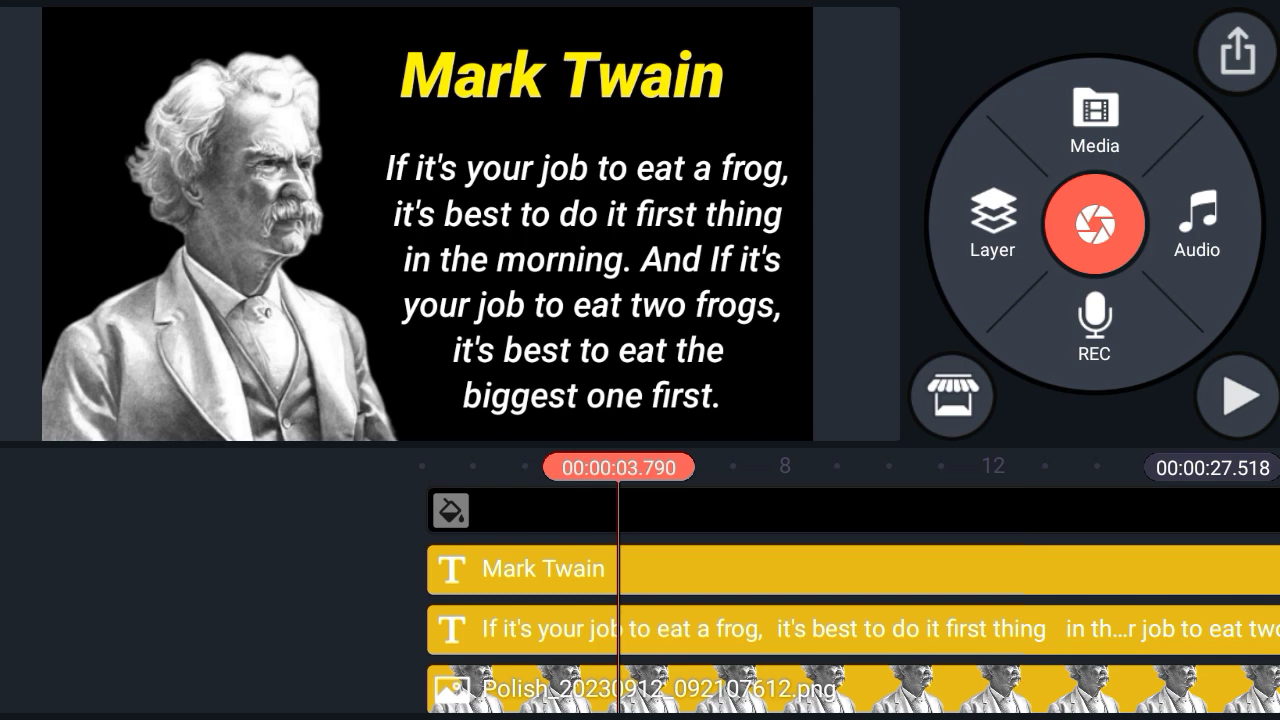 Mark Twain
If it's your job to eat a frog,
it's best to do it first thing
in the morning. And If it's
your job to eat two frogs,
it's best to eat the
biggest one first.
Media
Layer
Audio
REC
00:00:03.790
8
12
00:00:27.518
T Mark Twain
T If it's your job to eat a frog, it's best to do it first thing in th...r job to eat two
Polish_20230912_092107612.png